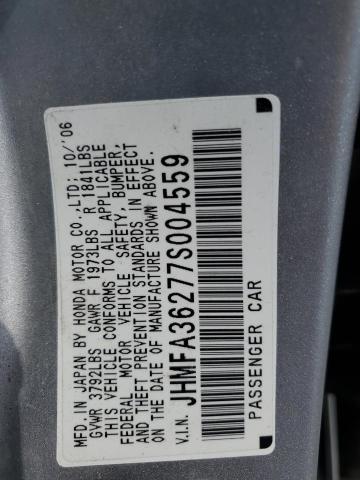 MFD. IN JAPAN BY HONDA MOTOR CO.,LTD: 10/'06
GVWR 3792LBS GAWR F 1973LBS R 1841LBS
THIS VEHICLE CONFORMS TO ALL APPLICABLE
FEDERAL MOTOR VEHICLE SAFETY, BUMPER,
AND THEFT PREVENTION STANDARDS IN EFFECT
ON THE DATE OF MANUFACTURE SHOWN ABOVE.
V.I.N. JHMFA36277S004559
PASSENGER CAR